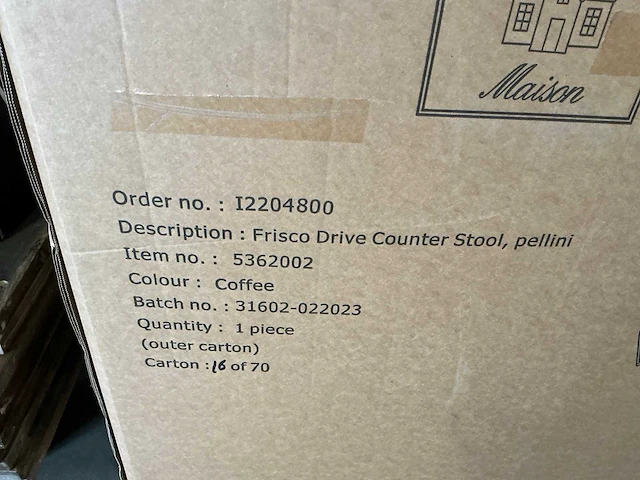 Maison
Order no. : I2204800
Description : Frisco Drive Counter Stool, pellini
Item no. : 5362002
Colour : Coffee
Batch no. : 31602-022023
Quantity : 1 piece
(outer carton)
Carton :16 of 70